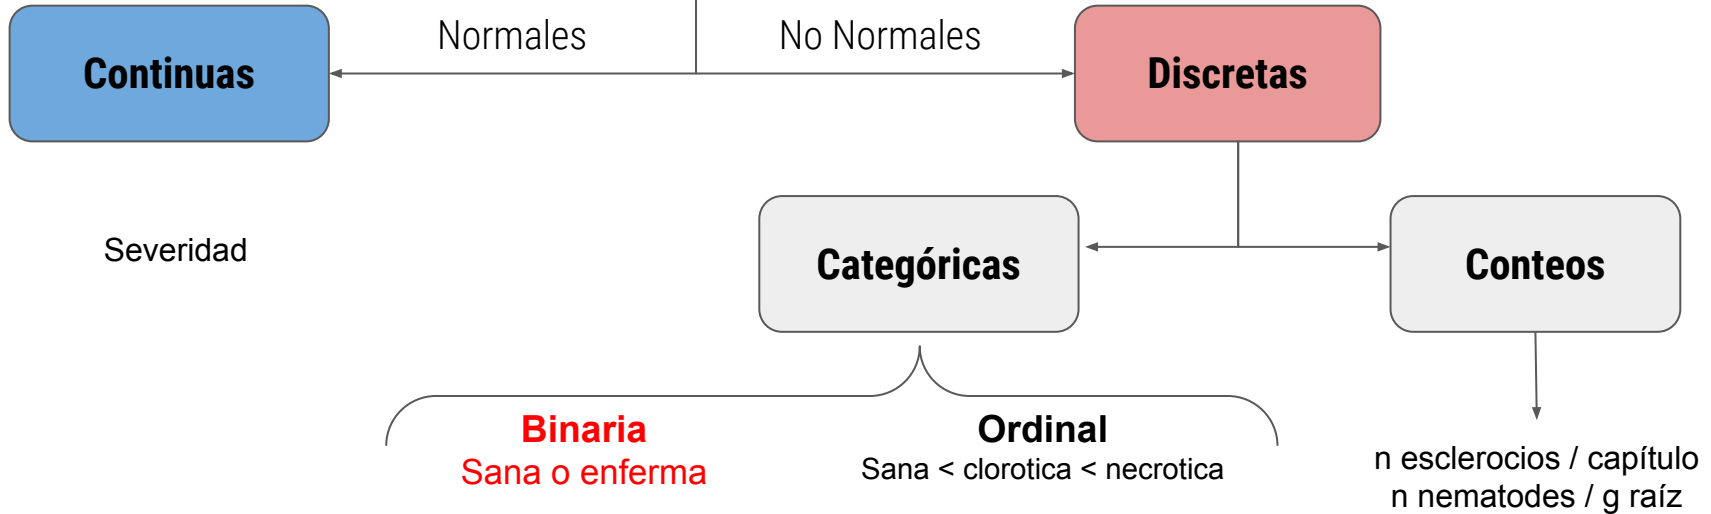 Normales
No Normales
Continuas
Discretas
Severidad
Categóricas
Conteos
Binaria
Sana o enferma
Ordinal
Sana < clorotica < necrotica
n esclerocios / capítulo
n nematodes / g raíz